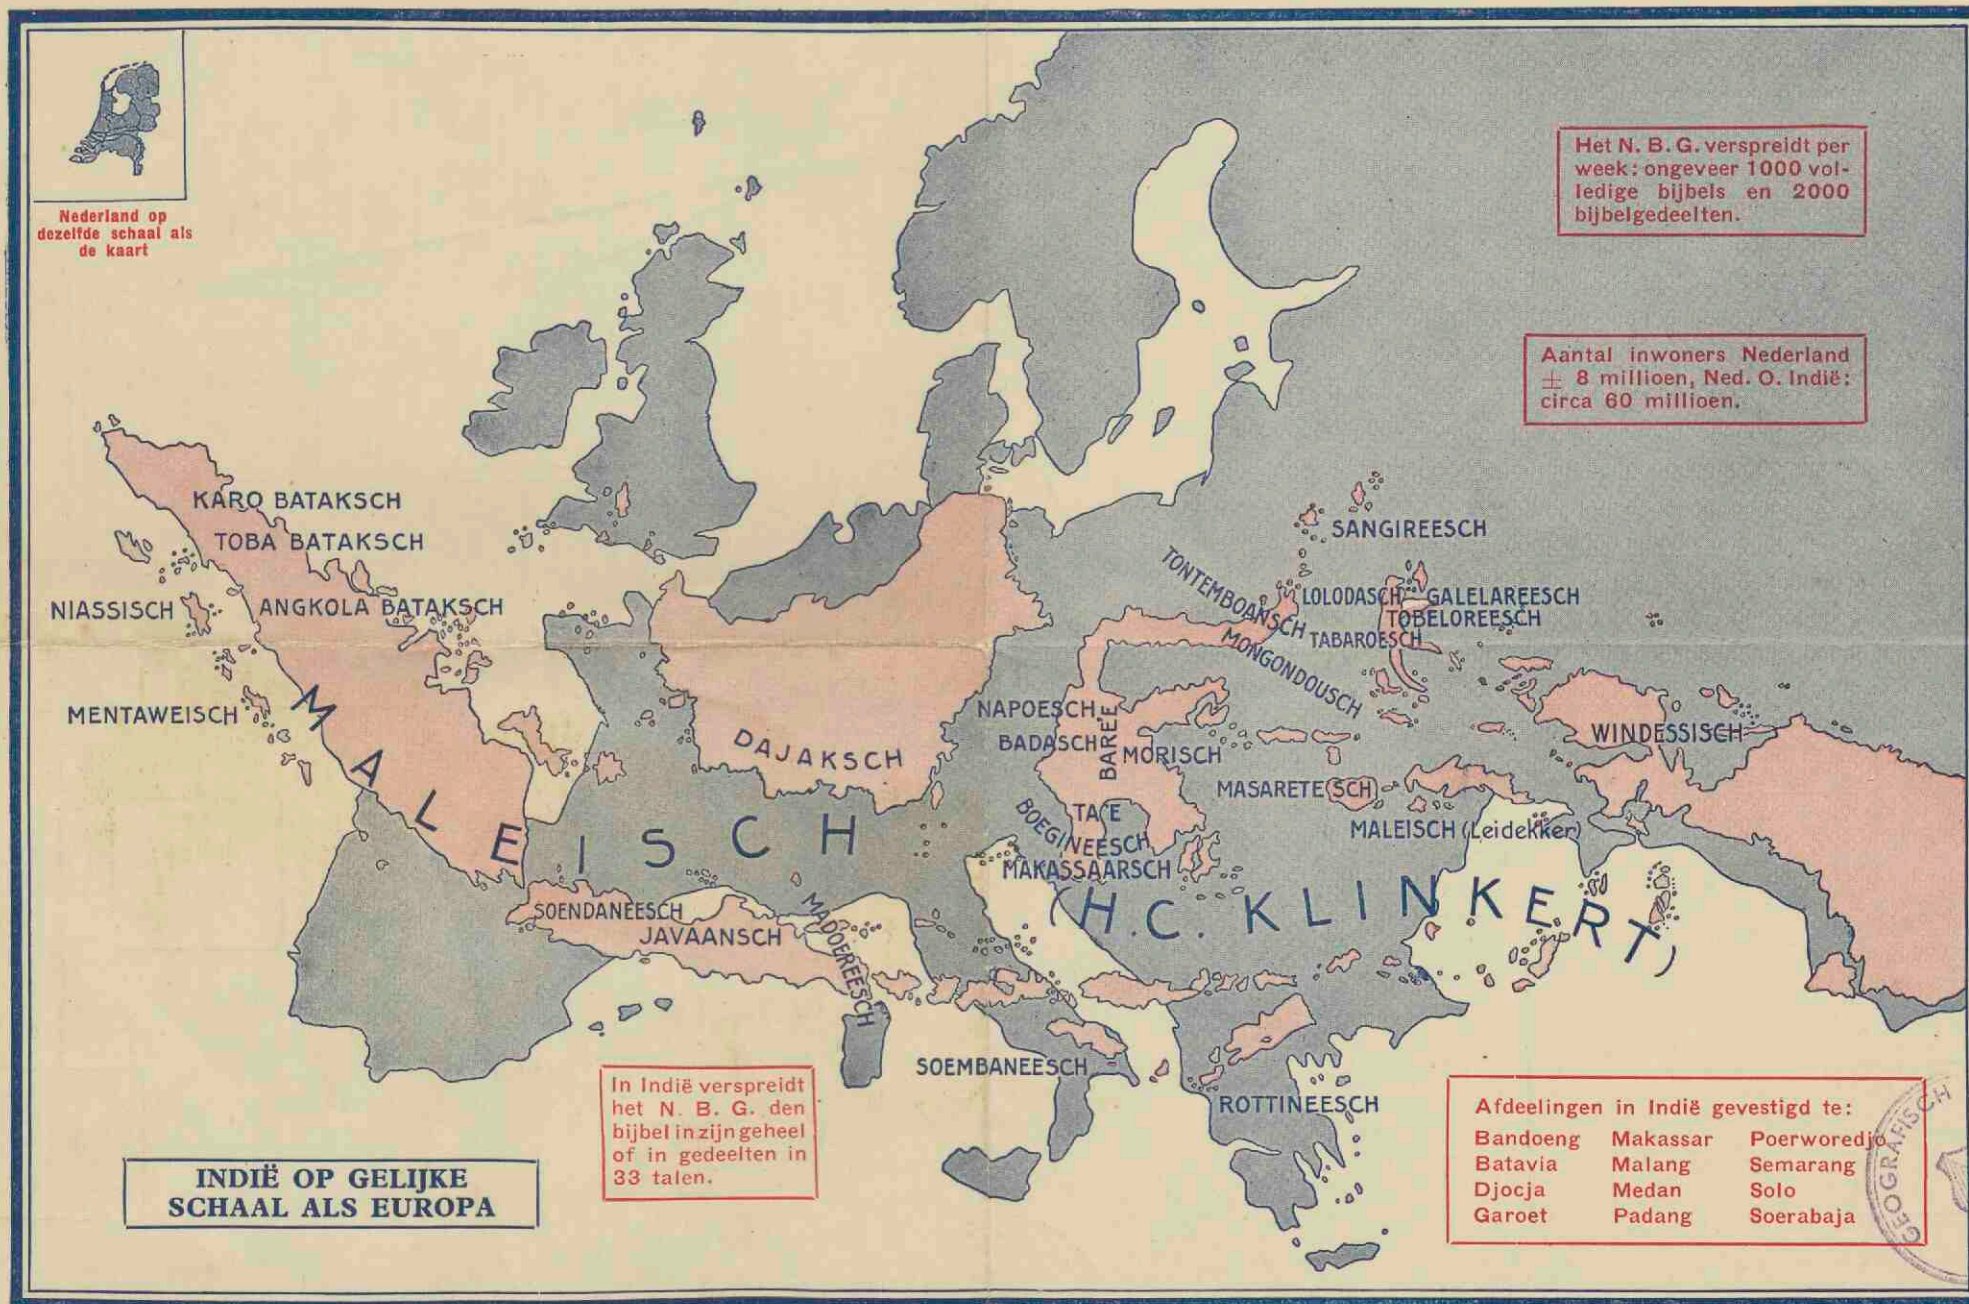 Nederland op
dezelfde schaal als
de kaart
Het N. B. G. verspreidt per
week: ongeveer 1000 vol-
ledige bijbels en 2000
bijbelgedeelten.
Aantal inwoners Nederland
± 8 millioen, Ned. O. Indië:
circa 60 millioen.
KARO BATAKSCH
TOBA BATAKSCH
NIASSISCH
ANGKOLA BATAKSCH
MENTAWEISCH
MALEISCH
DAJAKSCH
SANGIREESCH
TONTEMBOANSCH
LOLODASCH
GALELAREESCH
TOBELOREESCH
TABAROESCH
MONGONDOUSCH
NAPOESCH
BADASCH
BAREE
MORISCH
WINDESSISCH
MASARETE(SCH)
TA E
BOEGINEESCH
MAKASSAARSCH
MALEISCH (Leidekker)
(H. C. KLINKERT)
SOENDANEESCH
JAVAANSCH
MADOEREESCH
SOEMBANEESCH
ROTTINEESCH
In Indië verspreidt
het N. B. G. den
bijbel in zijn geheel
of in gedeelten in
33 talen.
INDIË OP GELIJKE
SCHAAL ALS EUROPA
Afdeelingen in Indië gevestigd te:
Bandoeng Makassar Poerworedjo
Batavia Malang Semarang
Djocja Medan Solo
Garoet Padang Soerabaja
GEOGRAFISCH